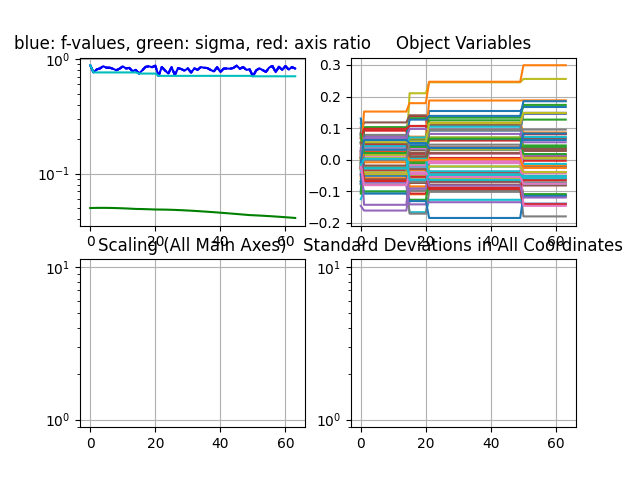 blue: f-values, green: sigma, red: axis ratio
Object Variables
10⁰
10⁻¹
0 20 40 60
0.3
0.2
0.1
0.0
−0.1
−0.2
0 20 40 60
Scaling (All Main Axes)
Standard Deviations in All Coordinates
10¹
10⁰
0 20 40 60
10¹
10⁰
0 20 40 60